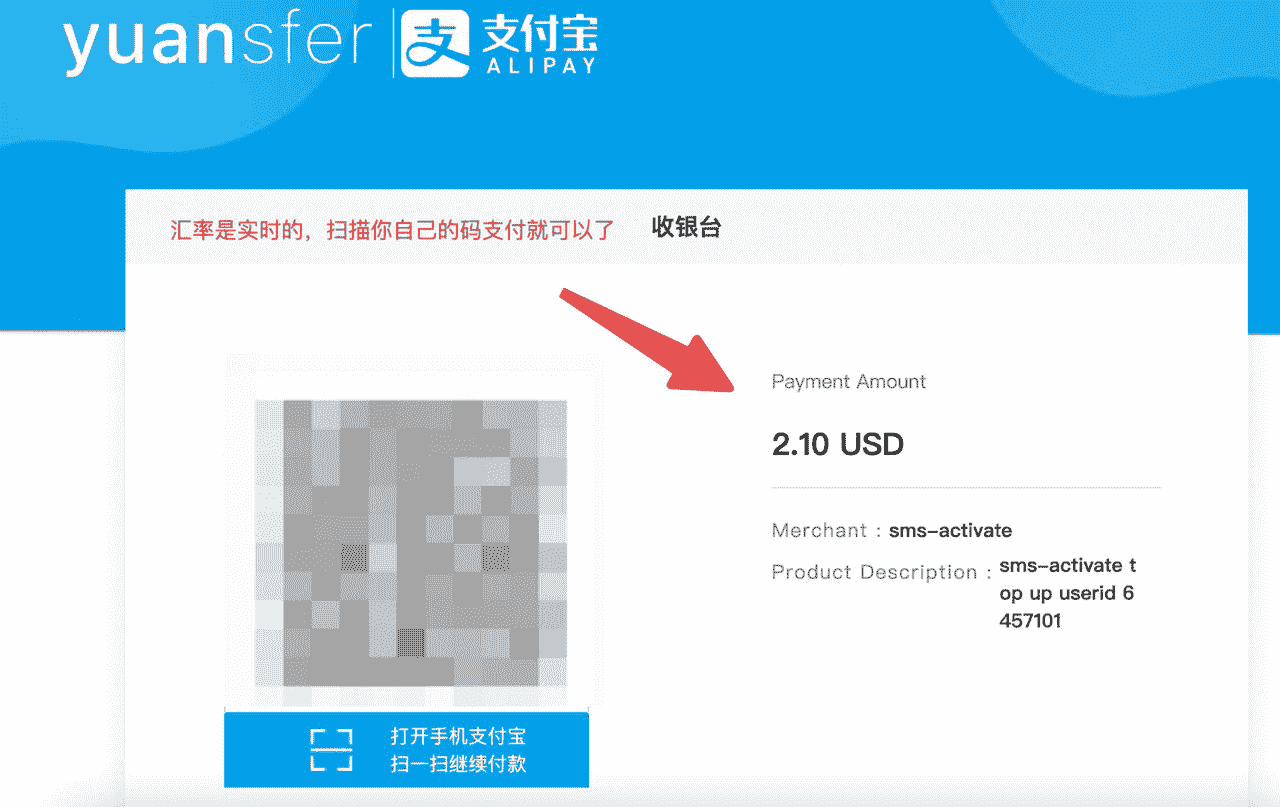 yuansfer
支付宝
ALIPAY
汇率是实时的，扫描你自己的码支付就可以了 收银台
Payment Amount
2.10 USD
Merchant : sms-activate
Product Description : sms-activate t
op up userid 6
457101
打开手机支付宝
扫一扫继续付款